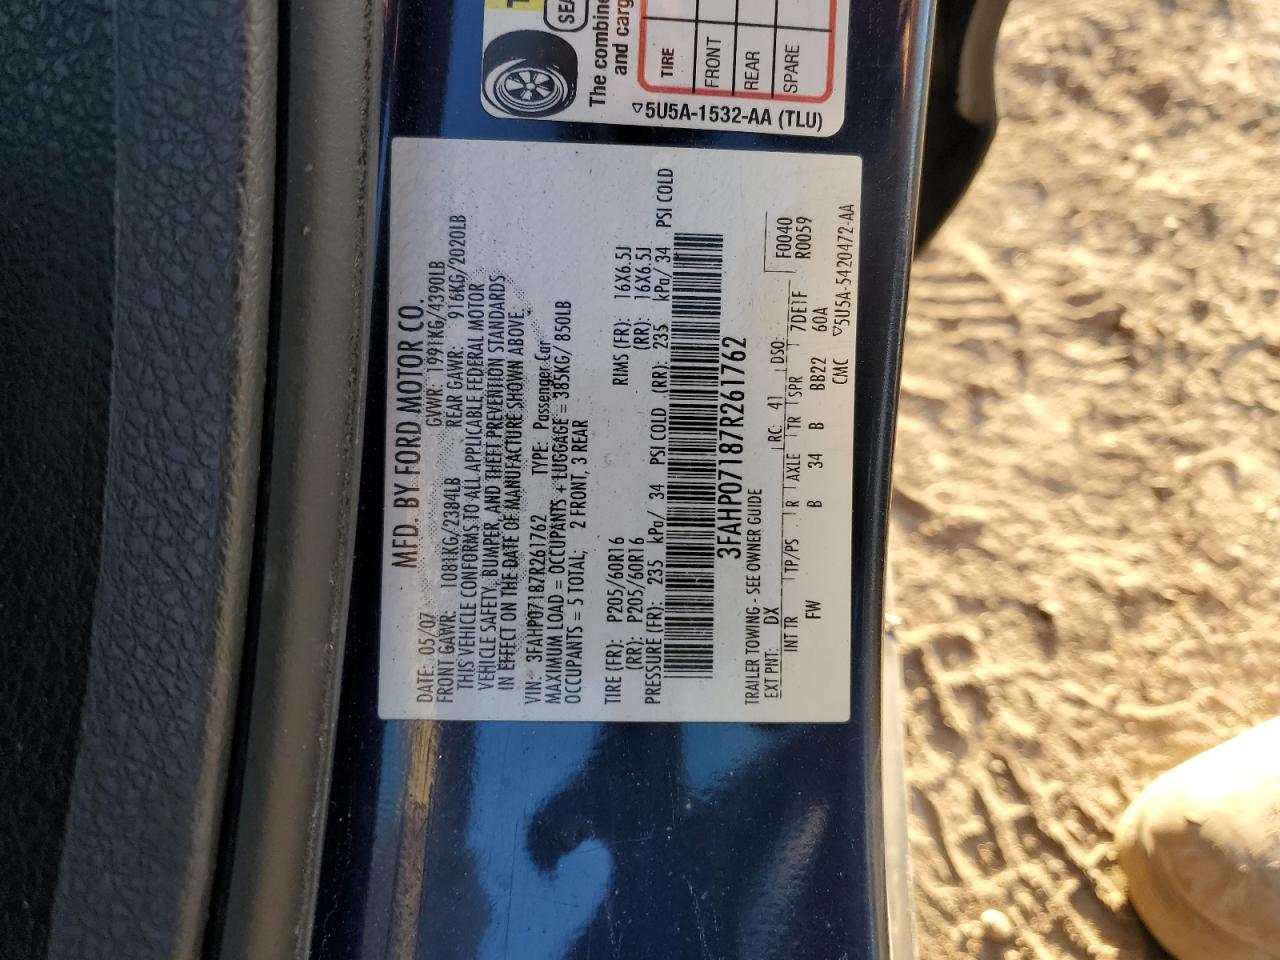 T
SEA
The combine
and carg
TIRE
FRONT
REAR
SPARE
▽5U5A-1532-AA (TLU)
MFD. BY FORD MOTOR CO.
DATE: 05/07 GVWR: 1991KG/4390LB
FRONT GAWR: 1081KG/2384LB REAR GAWR: 916KG/2020LB
THIS VEHICLE CONFORMS TO ALL APPLICABLE FEDERAL MOTOR
VEHICLE SAFETY, BUMPER, AND THEFT PREVENTION STANDARDS
IN EFFECT ON THE DATE OF MANUFACTURE SHOWN ABOVE.
VIN: 3FAHP07187R261762 TYPE: Passenger Car
MAXIMUM LOAD = OCCUPANTS + LUGGAGE = 385KG/ 850LB
OCCUPANTS = 5 TOTAL; 2 FRONT, 3 REAR
TIRE (FR): P205/60R16 RIMS (FR): 16X6.5J
(RR): P205/60R16 (RR): 16X6.5J
PRESSURE (FR): 235 kPa/ 34 PSI COLD (RR): 235 kPa/ 34 PSI COLD
3FAHP07187R261762
TRAILER TOWING - SEE OWNER GUIDE
EXT PNT: DX RC: 41 DSO: F0040
INT TR TP/PS R AXLE TR SPR 7DE1F R0059
FW B 34 B BB22 60A
CMC ▽5U5A-5420472-AA